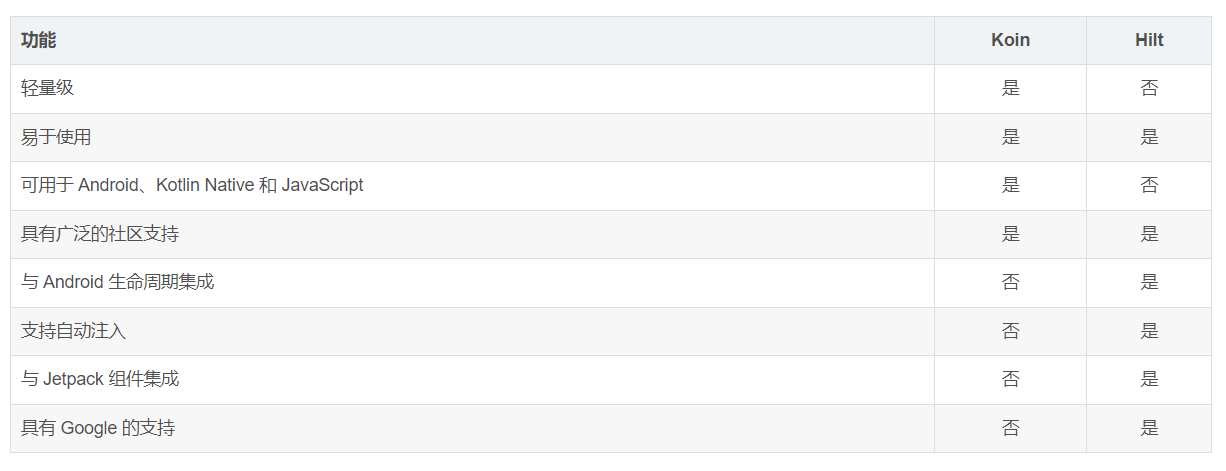 功能 Koin Hilt
轻量级 是 否
易于使用 是 是
可用于 Android、Kotlin Native 和 JavaScript 是 否
具有广泛的社区支持 是 是
与 Android 生命周期集成 否 是
支持自动注入 否 是
与 Jetpack 组件集成 否 是
具有 Google 的支持 否 是